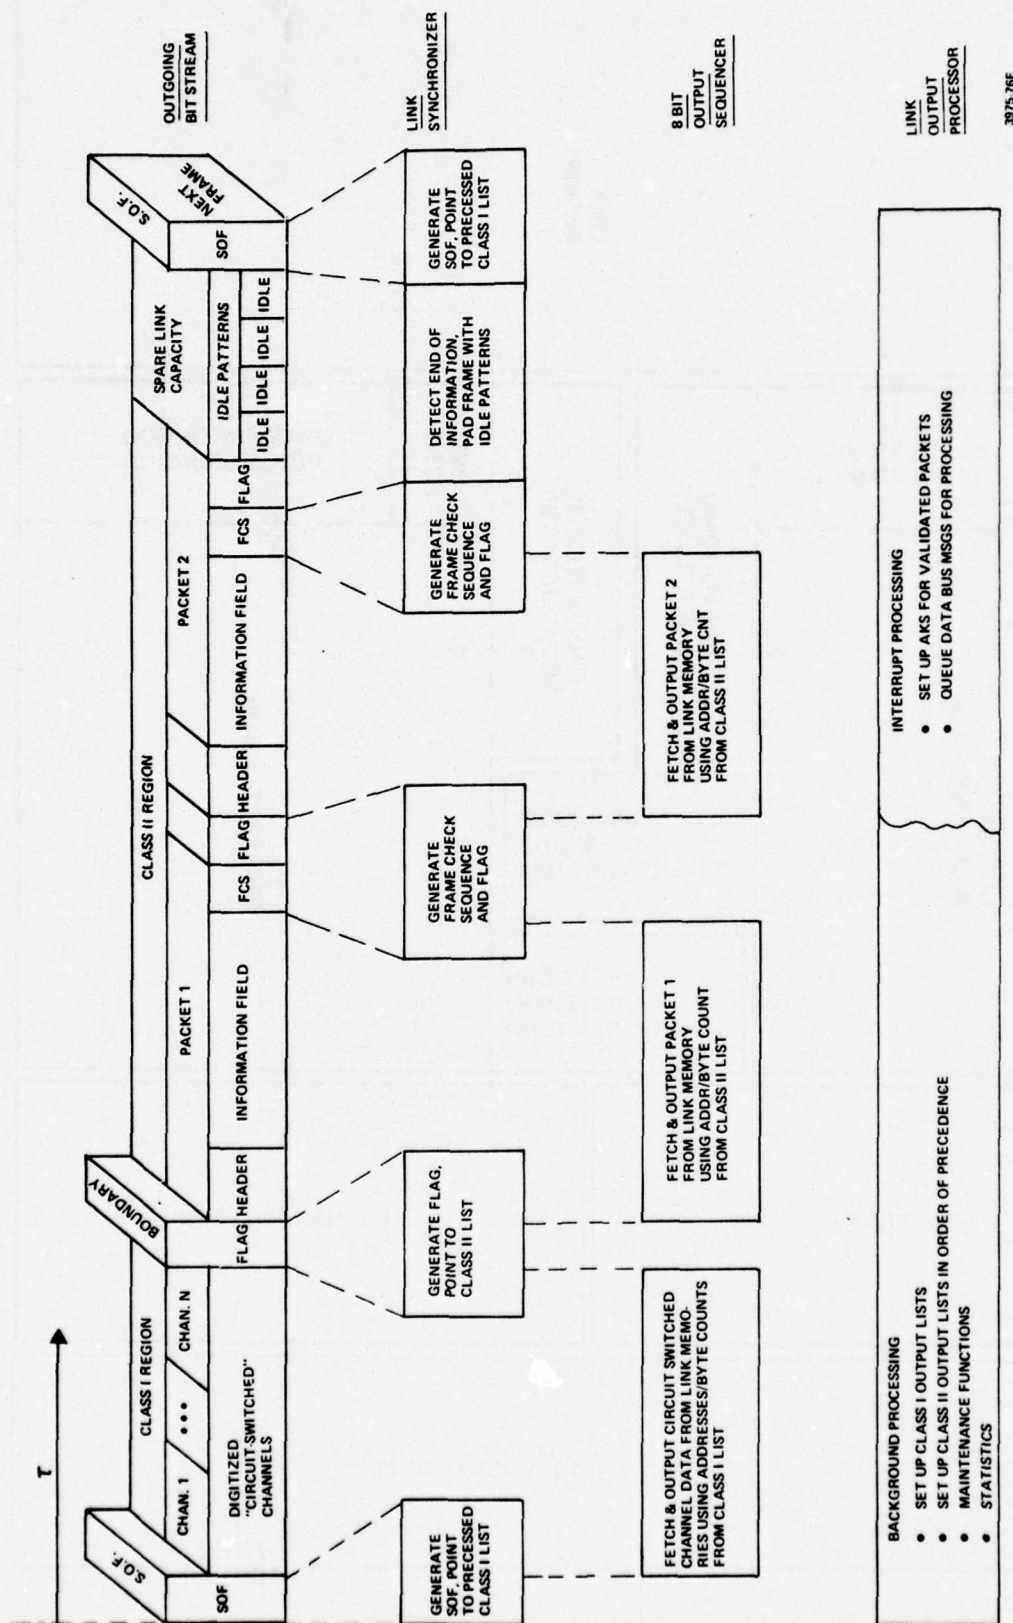 τ
OUTGOING
BIT STREAM
S.O.F.
CLASS I REGION
CHAN. 1
•••
CHAN. N
BOUNDARY
CLASS II REGION
PACKET 1
PACKET 2
SPARE LINK
CAPACITY
S.O.F.
NEXT
FRAME
SOF
DIGITIZED
"CIRCUIT-SWITCHED"
CHANNELS
FLAG
HEADER
INFORMATION FIELD
FCS
FLAG
HEADER
INFORMATION FIELD
FCS
FLAG
IDLE PATTERNS
IDLE
IDLE
IDLE
IDLE
SOF
LINK
SYNCHRONIZER
GENERATE
SOF, POINT
TO PRECESSED
CLASS I LIST
GENERATE FLAG,
POINT TO
CLASS II LIST
GENERATE
FRAME CHECK
SEQUENCE
AND FLAG
GENERATE
FRAME CHECK
SEQUENCE
AND FLAG
DETECT END OF
INFORMATION,
PAD FRAME WITH
IDLE PATTERNS
GENERATE
SOF, POINT
TO PRECESSED
CLASS I LIST
8 BIT
OUTPUT
SEQUENCER
FETCH & OUTPUT CIRCUIT SWITCHED
CHANNEL DATA FROM LINK MEMO-
RIES USING ADDRESSES/BYTE COUNTS
FROM CLASS I LIST
FETCH & OUTPUT PACKET 1
FROM LINK MEMORY
USING ADDR/BYTE COUNT
FROM CLASS II LIST
FETCH & OUTPUT PACKET 2
FROM LINK MEMORY
USING ADDR/BYTE CNT
FROM CLASS II LIST
LINK
OUTPUT
PROCESSOR
BACKGROUND PROCESSING
• SET UP CLASS I OUTPUT LISTS
• SET UP CLASS II OUTPUT LISTS IN ORDER OF PRECEDENCE
• MAINTENANCE FUNCTIONS
• STATISTICS
INTERRUPT PROCESSING
• SET UP AKS FOR VALIDATED PACKETS
• QUEUE DATA BUS MSGS FOR PROCESSING
3975-76E